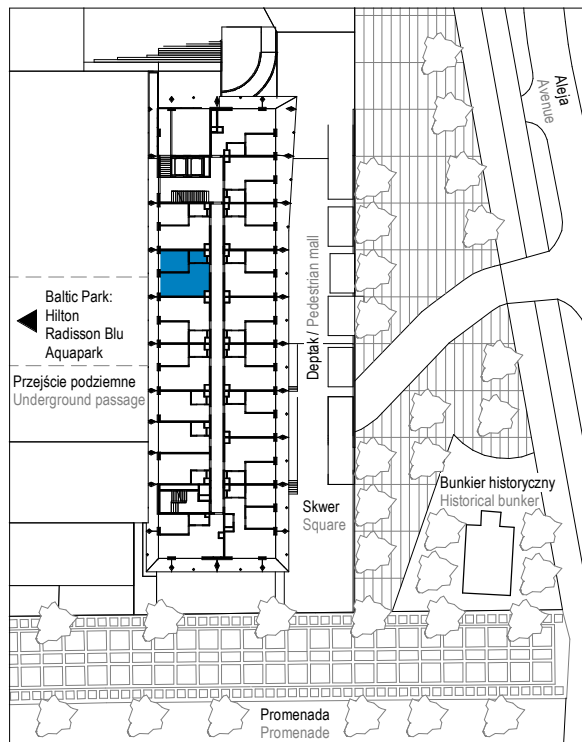 Aleja
Avenue
Baltic Park:
Hilton
Radisson Blu
Aquapark
Przejście podziemne
Underground passage
Deptak / Pedestrian mall
Skwer
Square
Bunkier historyczny
Historical bunker
Promenada
Promenade